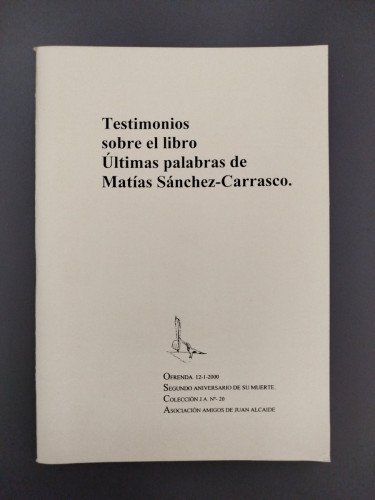 Testimonios
sobre el libro
Últimas palabras de
Matías Sánchez-Carrasco.
OFRENDA 12-1-2000
SEGUNDO ANIVERSARIO DE SU MUERTE.
COLECCIÓN J.A. Nº- 20
ASOCIACIÓN AMIGOS DE JUAN ALCAIDE